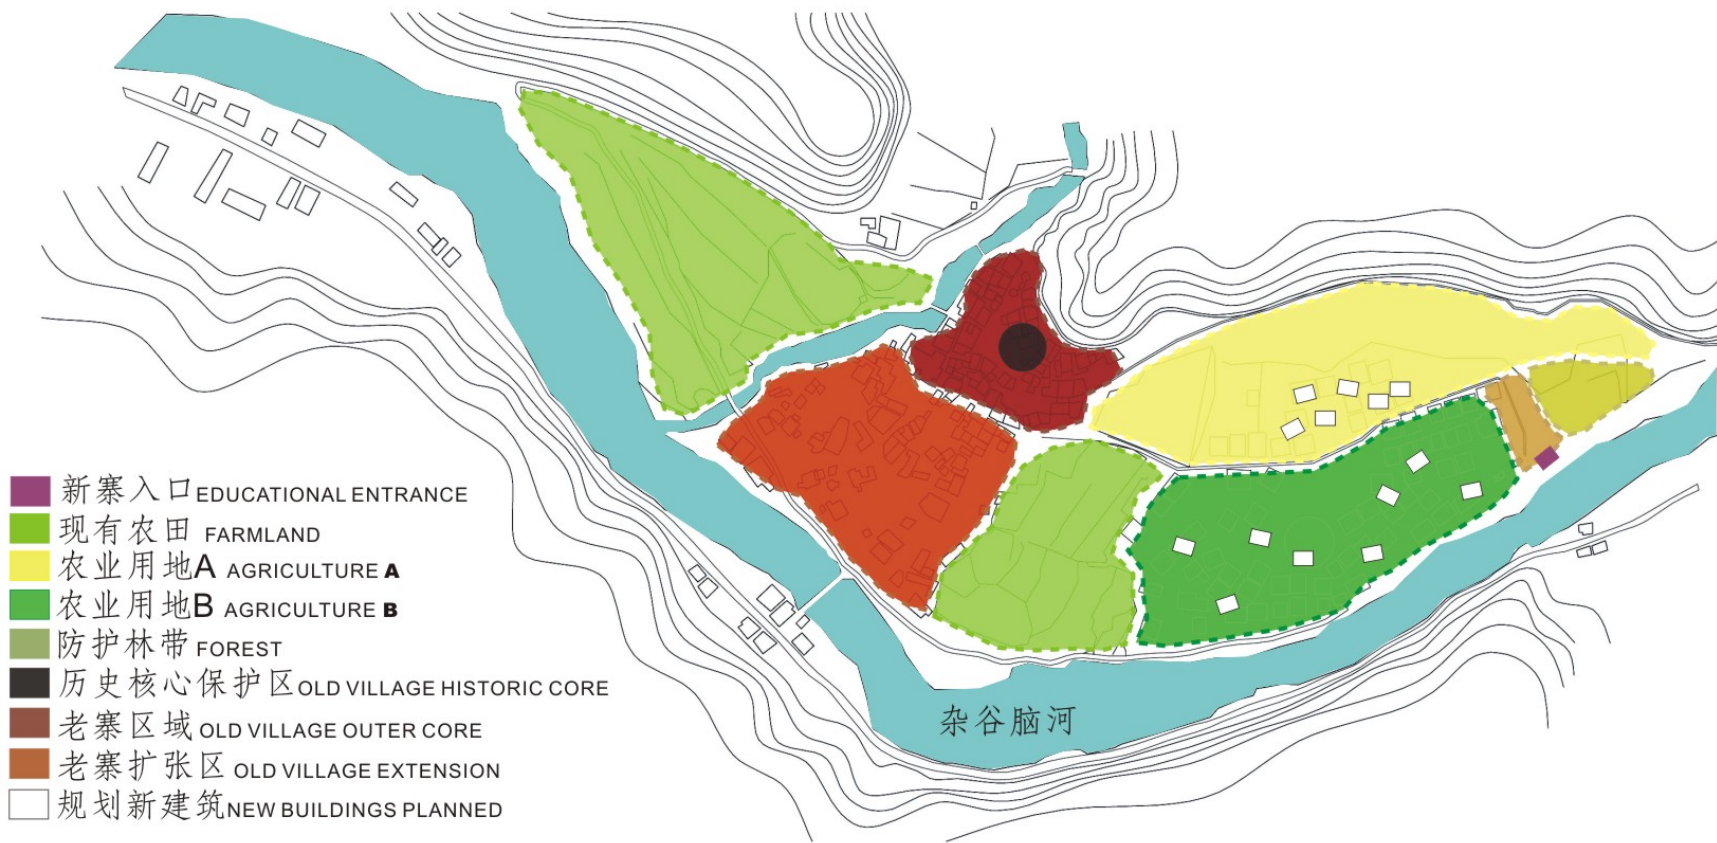 新寨入口EDUCATIONAL ENTRANCE
现有农田 FARMLAND
农业用地A AGRICULTURE A
农业用地B AGRICULTURE B
防护林带 FOREST
历史核心保护区OLD VILLAGE HISTORIC CORE
老寨区域 OLD VILLAGE OUTER CORE
老寨扩张区 OLD VILLAGE EXTENSION
规划新建筑NEW BUILDINGS PLANNED
杂谷脑河